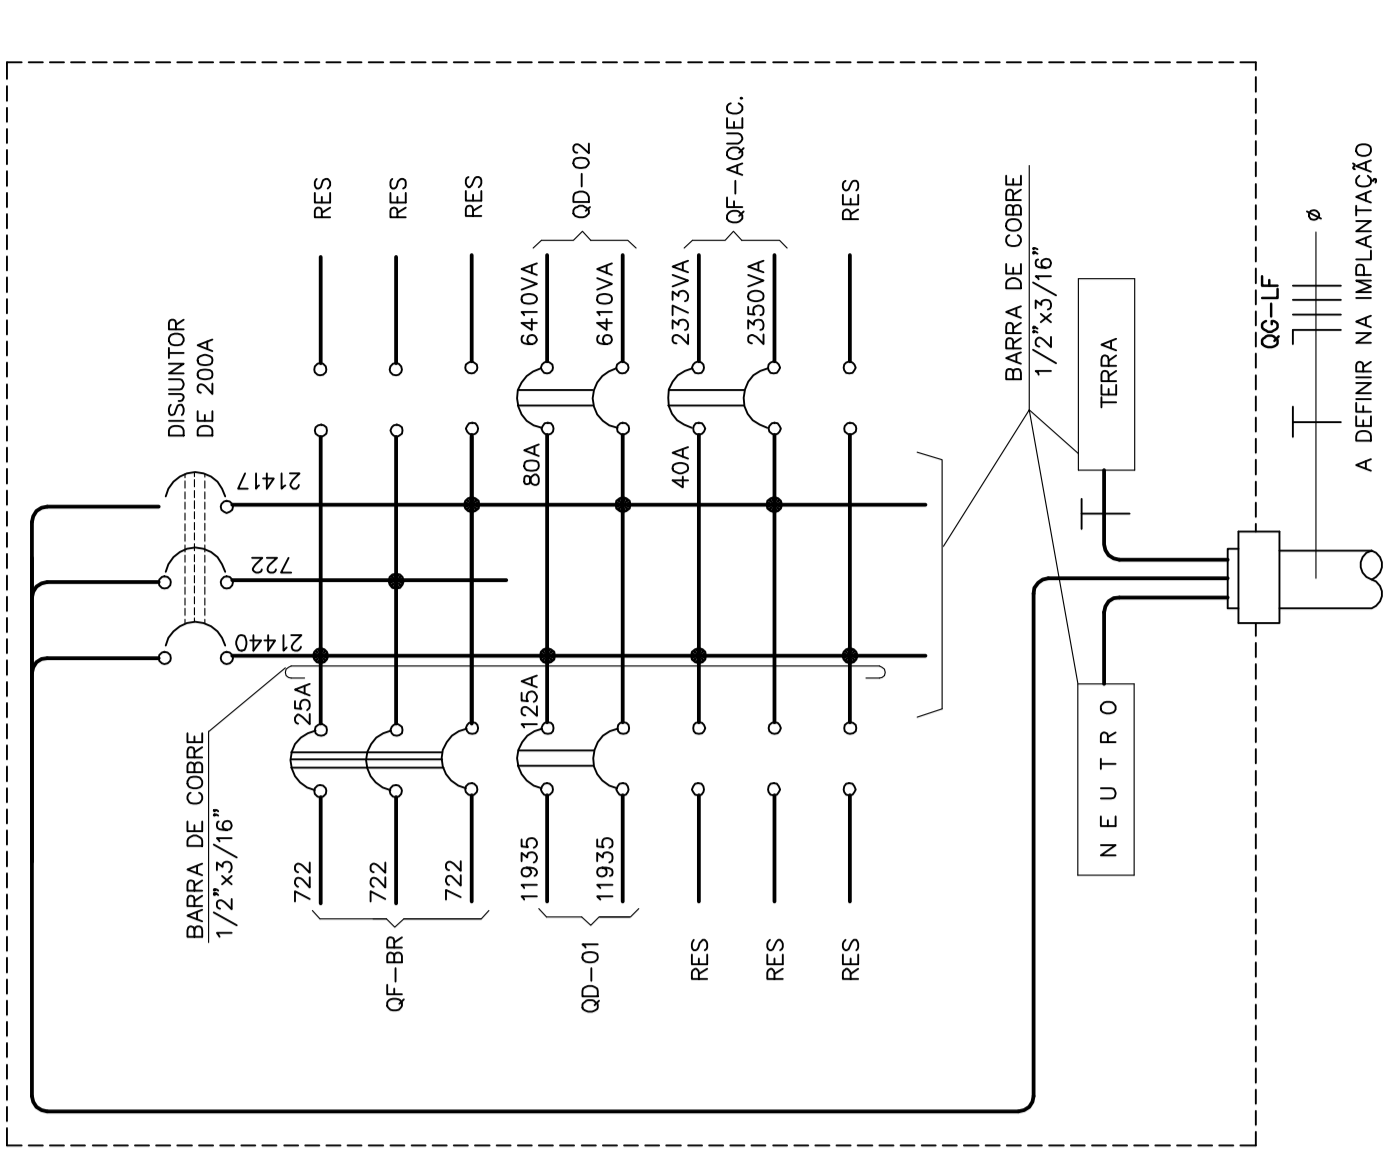 DISJUNTOR
DE 200A
21417
722
21440
RES
RES
RES
6410VA
6410VA
QD-02
2373VA
2350VA
QF-AQUEC.
RES
80A
40A
25A
125A
BARRA DE COBRE
1/2"x3/16"
722
722
722
QF-BR
11935
11935
QD-01
RES
RES
RES
BARRA DE COBRE
1/2"x3/16"
TERRA
N E U T R O
QG-LF
ø
A DEFINIR NA IMPLANTAÇÃO